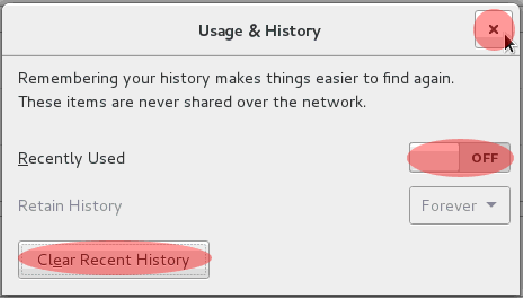 Usage & History
Remembering your history makes things easier to find again.
These items are never shared over the network.
Recently Used OFF
Retain History Forever
Clear Recent History